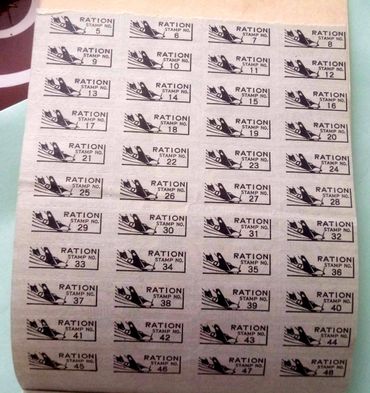 RATION RATION RATION RATION
STAMP NO. STAMP NO. STAMP NO. STAMP NO.
5 6 7 8
RATION RATION RATION RATION
STAMP NO. STAMP NO. STAMP NO. STAMP NO.
9 10 11 12
RATION RATION RATION RATION
STAMP NO. STAMP NO. STAMP NO. STAMP NO.
13 14 15 16
RATION RATION RATION RATION
STAMP NO. STAMP NO. STAMP NO. STAMP NO.
17 18 19 20
RATION RATION RATION RATION
STAMP NO. STAMP NO. STAMP NO. STAMP NO.
21 22 23 24
RATION RATION RATION RATION
STAMP NO. STAMP NO. STAMP NO. STAMP NO.
25 26 27 28
RATION RATION RATION RATION
STAMP NO. STAMP NO. STAMP NO. STAMP NO.
29 30 31 32
RATION RATION RATION RATION
STAMP NO. STAMP NO. STAMP NO. STAMP NO.
33 34 35 36
RATION RATION RATION RATION
STAMP NO. STAMP NO. STAMP NO. STAMP NO.
37 38 39 40
RATION RATION RATION RATION
STAMP NO. STAMP NO. STAMP NO. STAMP NO.
41 42 43 44
RATION RATION RATION RATION
STAMP NO. STAMP NO. STAMP NO. STAMP NO.
45 46 47 48